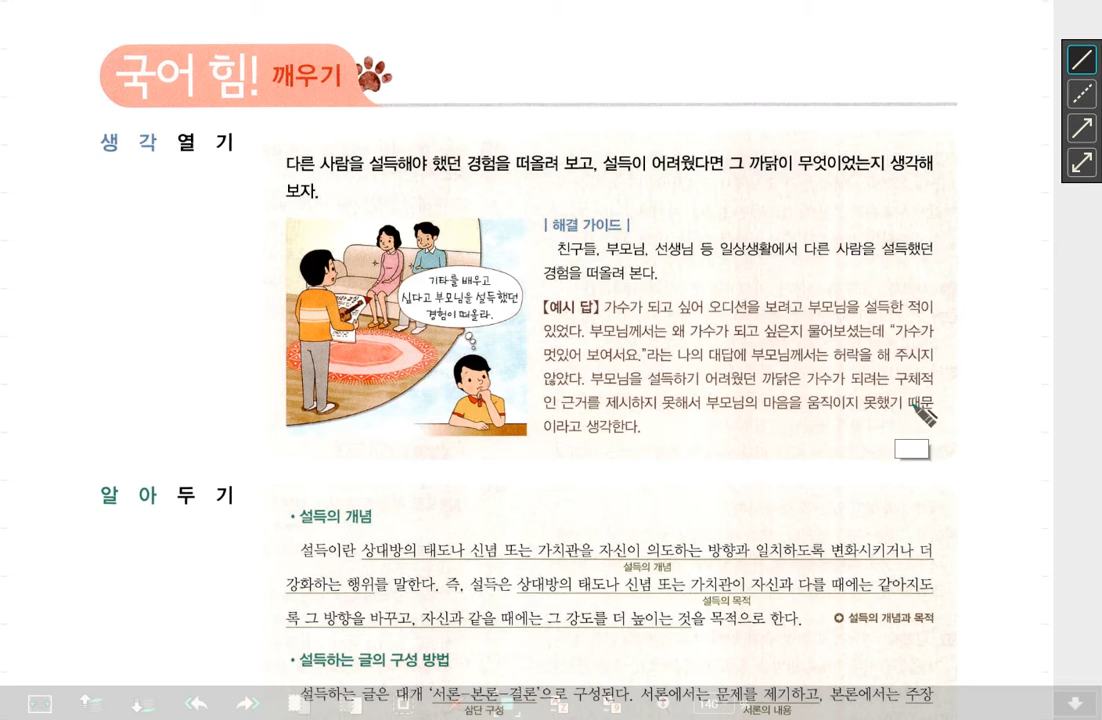 국어 힘! 깨우기
생 각 열 기
다른 사람을 설득해야 했던 경험을 떠올려 보고, 설득이 어려웠다면 그 까닭이 무엇이었는지 생각해
보자.
기타를 배우고
싶다고 부모님을 설득했던
경험이 떠올라.
| 해결 가이드 |
친구들, 부모님, 선생님 등 일상생활에서 다른 사람을 설득했던
경험을 떠올려 본다.
【예시 답】 가수가 되고 싶어 오디션을 보려고 부모님을 설득한 적이
있었다. 부모님께서는 왜 가수가 되고 싶은지 물어보셨는데 “가수가
멋있어 보여서요.”라는 나의 대답에 부모님께서는 허락을 해 주시지
않았다. 부모님을 설득하기 어려웠던 까닭은 가수가 되려는 구체적
인 근거를 제시하지 못해서 부모님의 마음을 움직이지 못했기 때문
이라고 생각한다.
알 아 두 기
• 설득의 개념
설득이란 상대방의 태도나 신념 또는 가치관을 자신이 의도하는 방향과 일치하도록 변화시키거나 더
설득의 개념
강화하는 행위를 말한다. 즉, 설득은 상대방의 태도나 신념 또는 가치관이 자신과 다를 때에는 같아지도
설득의 목적
록 그 방향을 바꾸고, 자신과 같을 때에는 그 강도를 더 높이는 것을 목적으로 한다.
설득의 개념과 목적
• 설득하는 글의 구성 방법
설득하는 글은 대개 ‘서론–본론–결론’으로 구성된다. 서론에서는 문제를 제기하고, 본론에서는 주장
삼단 구성
서론의 내용
146